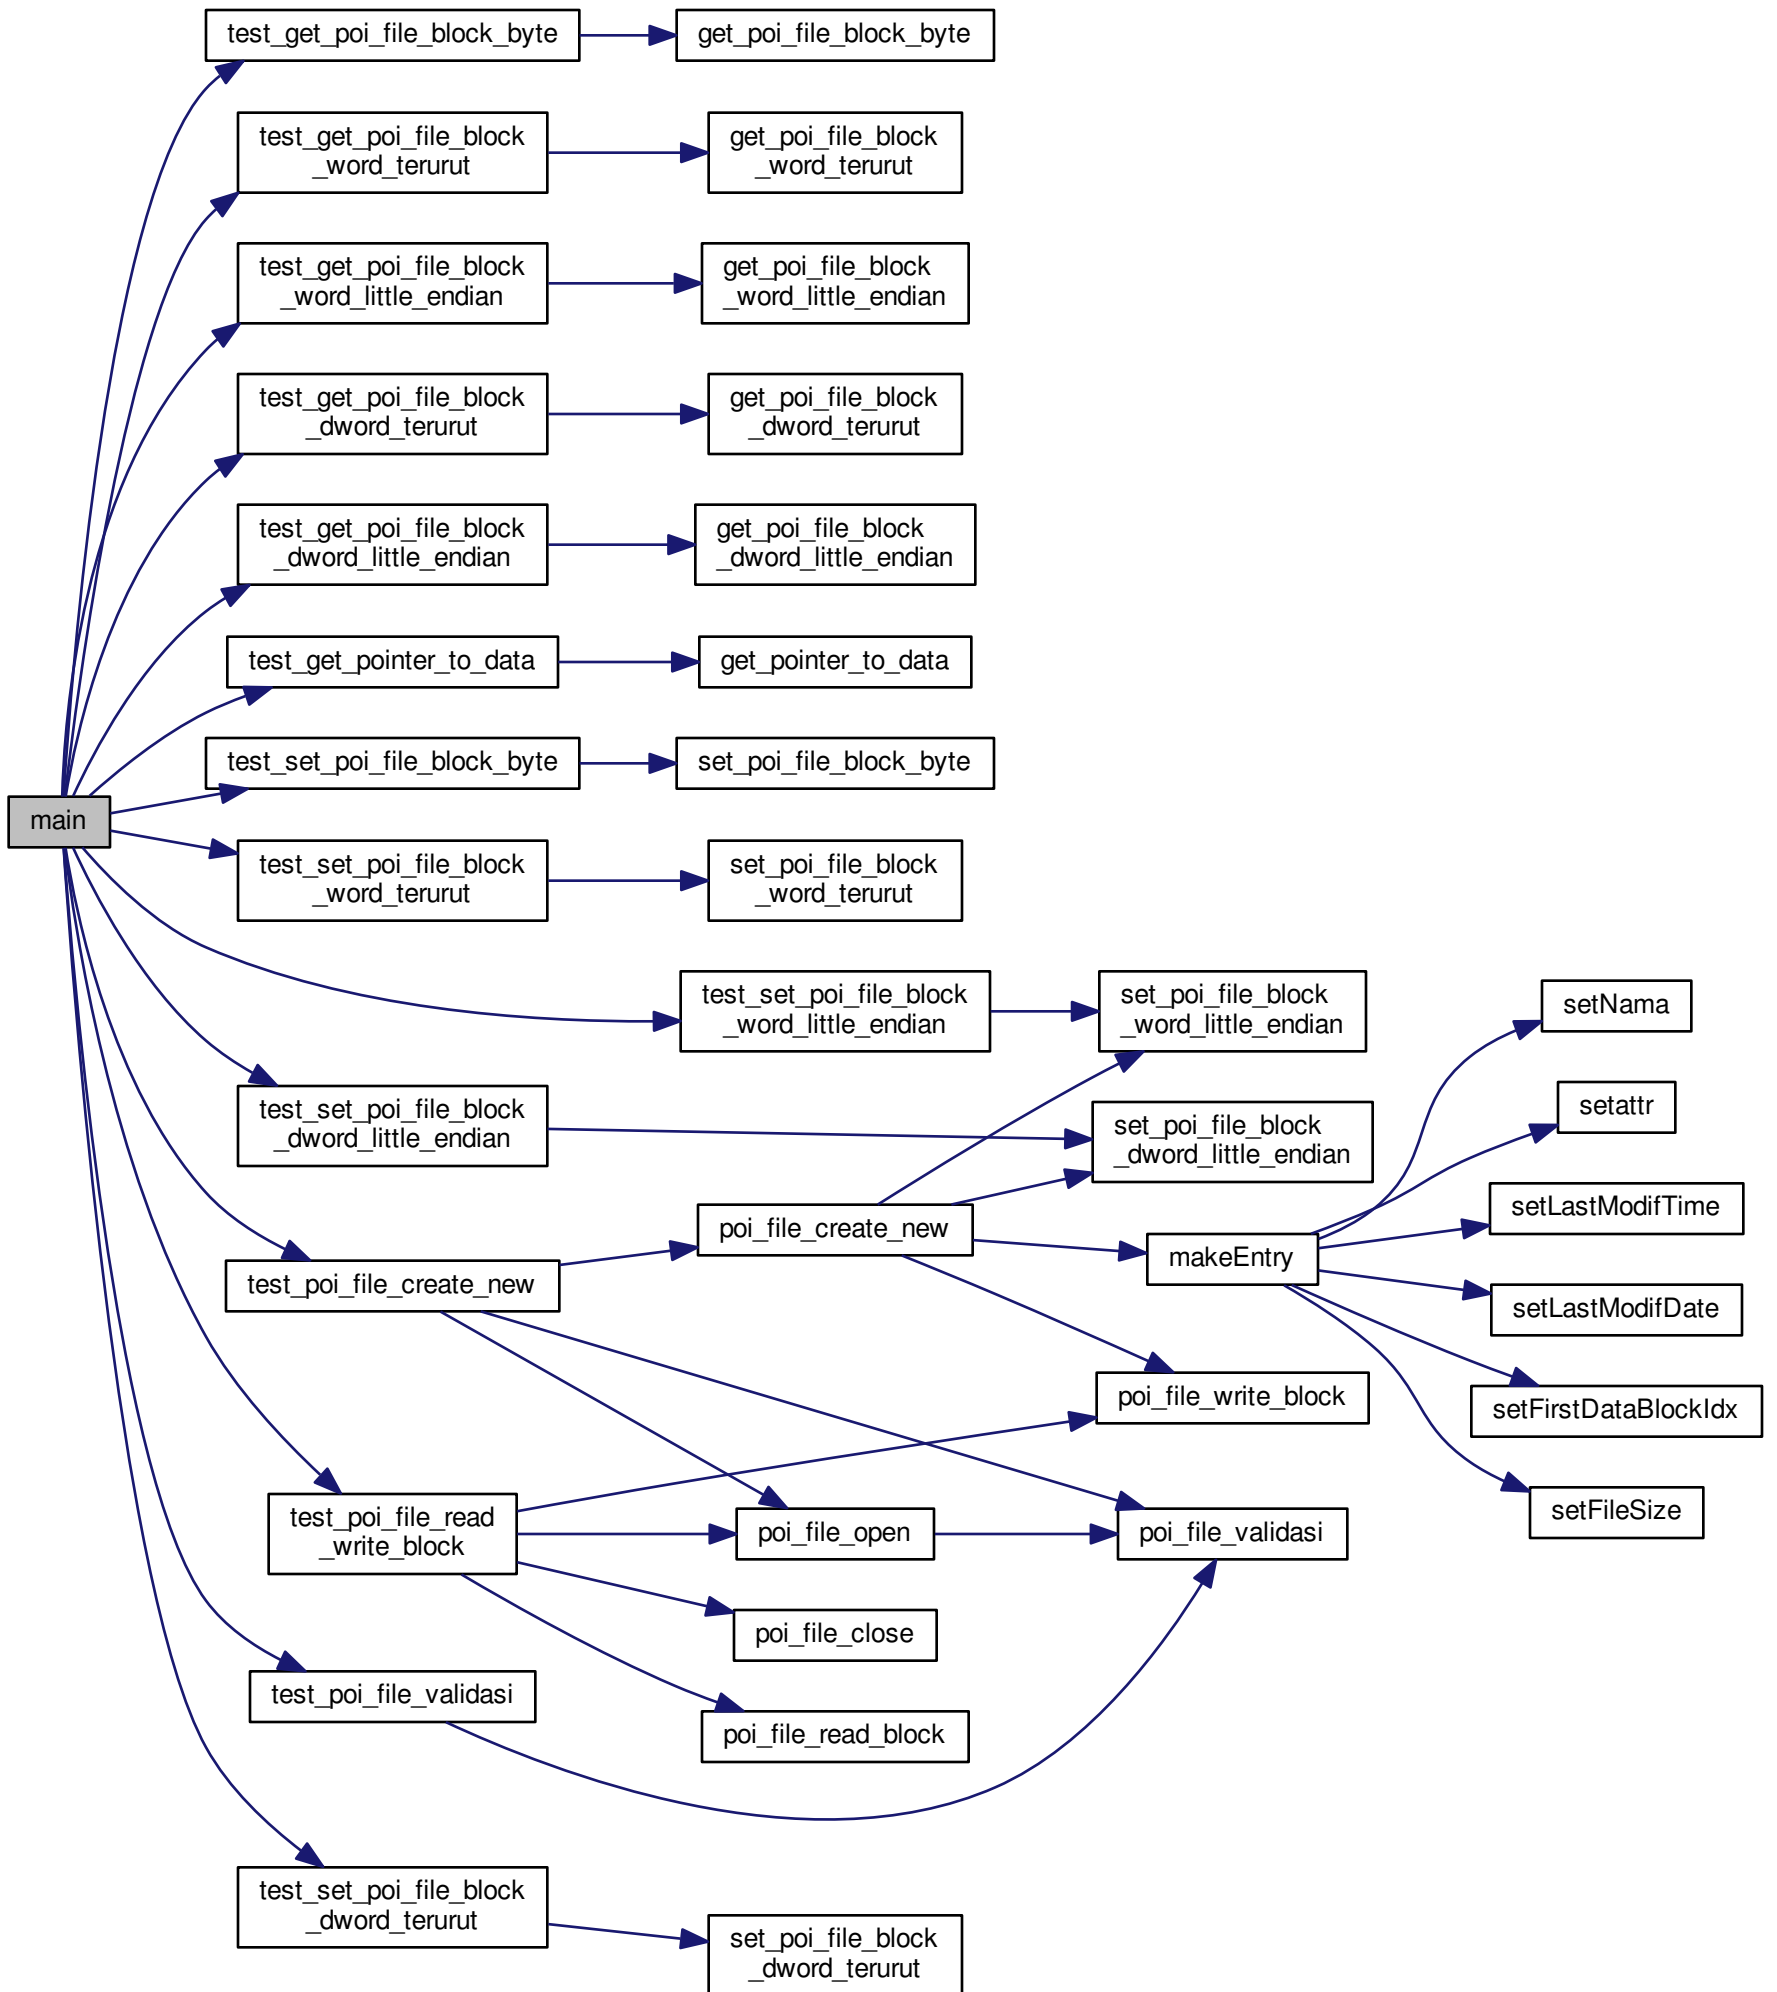 test_get_poi_file_block_byte
get_poi_file_block_byte
test_get_poi_file_block
_word_terurut
get_poi_file_block
_word_terurut
test_get_poi_file_block
_word_little_endian
get_poi_file_block
_word_little_endian
test_get_poi_file_block
_dword_terurut
get_poi_file_block
_dword_terurut
test_get_poi_file_block
_dword_little_endian
get_poi_file_block
_dword_little_endian
test_get_pointer_to_data
get_pointer_to_data
test_set_poi_file_block_byte
set_poi_file_block_byte
main
test_set_poi_file_block
_word_terurut
set_poi_file_block
_word_terurut
test_set_poi_file_block
_word_little_endian
set_poi_file_block
_word_little_endian
setNama
test_set_poi_file_block
_dword_little_endian
set_poi_file_block
_dword_little_endian
setattr
poi_file_create_new
makeEntry
setLastModifTime
test_poi_file_create_new
setLastModifDate
poi_file_write_block
setFirstDataBlockIdx
test_poi_file_read
_write_block
poi_file_open
poi_file_validasi
setFileSize
poi_file_close
test_poi_file_validasi
poi_file_read_block
test_set_poi_file_block
_dword_terurut
set_poi_file_block
_dword_terurut